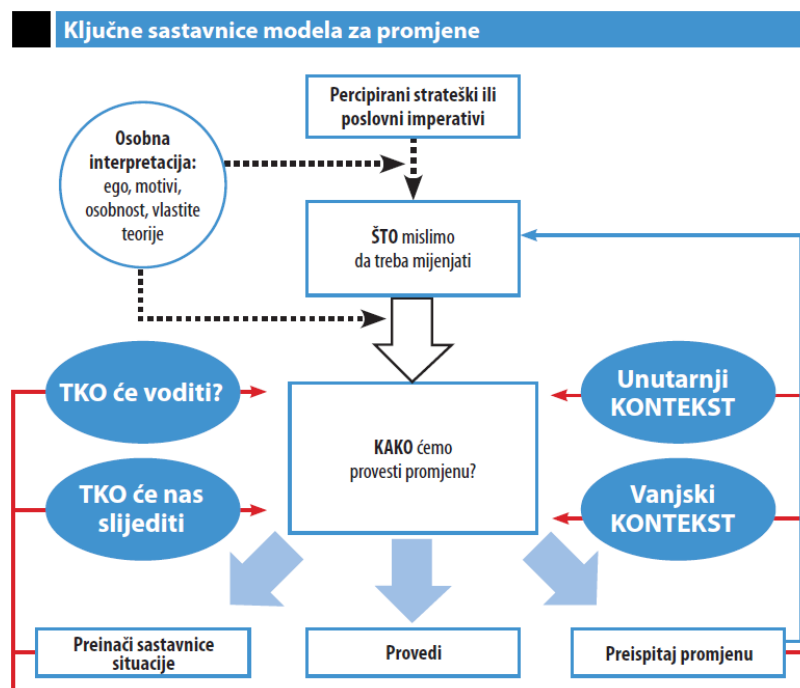 Ključne sastavnice modela za promjene
Percipirani strateški ili
poslovni imperativi
Osobna
interpretacija:
ego, motivi,
osobnost, vlastite
teorije
ŠTO mislimo
da treba mijenjati
TKO će voditi?
Unutarnji
KONTEKST
KAKO ćemo
provesti promjenu?
TKO će nas
slijediti
Vanjski
KONTEKST
Preinači sastavnice
situacije
Provedi
Preispitaj promjenu